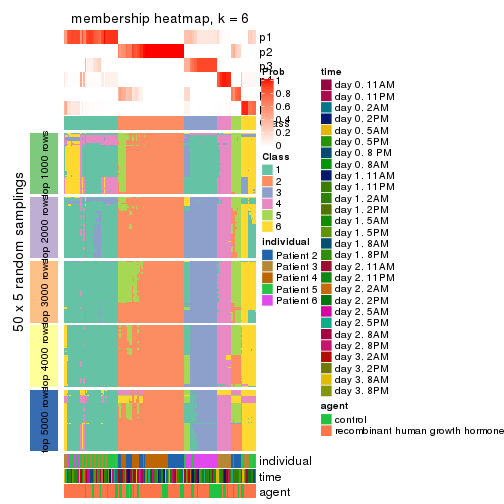 membership heatmap, k = 6
p1
p2
p3
Prob
1
0.8
0.6
0.4
0.2
0
Class
1
2
3
4
5
6
individual
Patient 2
Patient 3
Patient 4
Patient 5
Patient 6
time
day 0. 11AM
day 0. 11PM
day 0. 2AM
day 0. 2PM
day 0. 5AM
day 0. 5PM
day 0. 8 PM
day 0. 8AM
day 1. 11AM
day 1. 11PM
day 1. 2AM
day 1. 2PM
day 1. 5AM
day 1. 5PM
day 1. 8AM
day 1. 8PM
day 2. 11AM
day 2. 11PM
day 2. 2AM
day 2. 2PM
day 2. 5AM
day 2. 5PM
day 2. 8AM
day 2. 8PM
day 3. 2AM
day 3. 2PM
day 3. 8AM
day 3. 8PM
agent
control
recombinant human growth hormone
50 x 5 random samplings
top 1000 rows
top 2000 rows
top 3000 rows
top 4000 rows
top 5000 rows
individual
time
agent